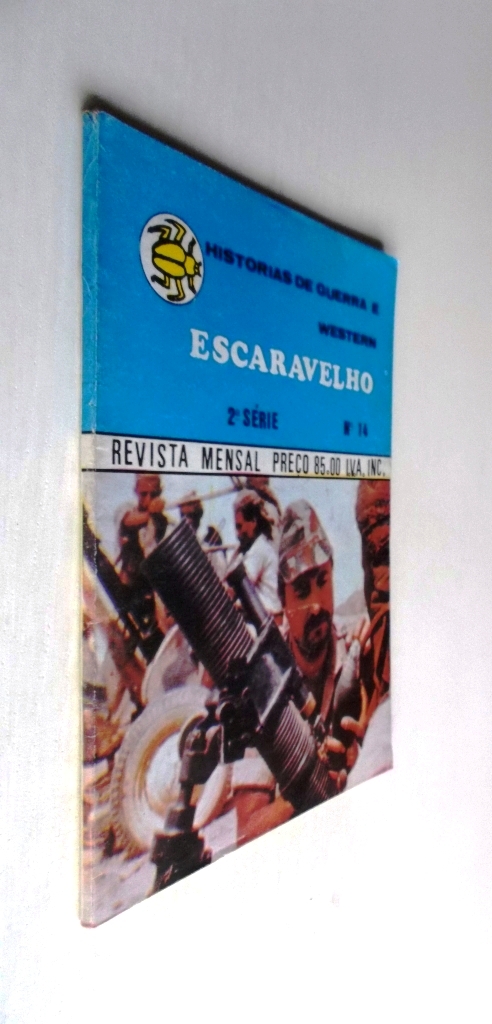 HISTORIAS DE GUERRA E
WESTERN
ESCARAVELHO
2ª SÉRIE Nº 14
REVISTA MENSAL PREÇO 85.00 I.V.A. INC.